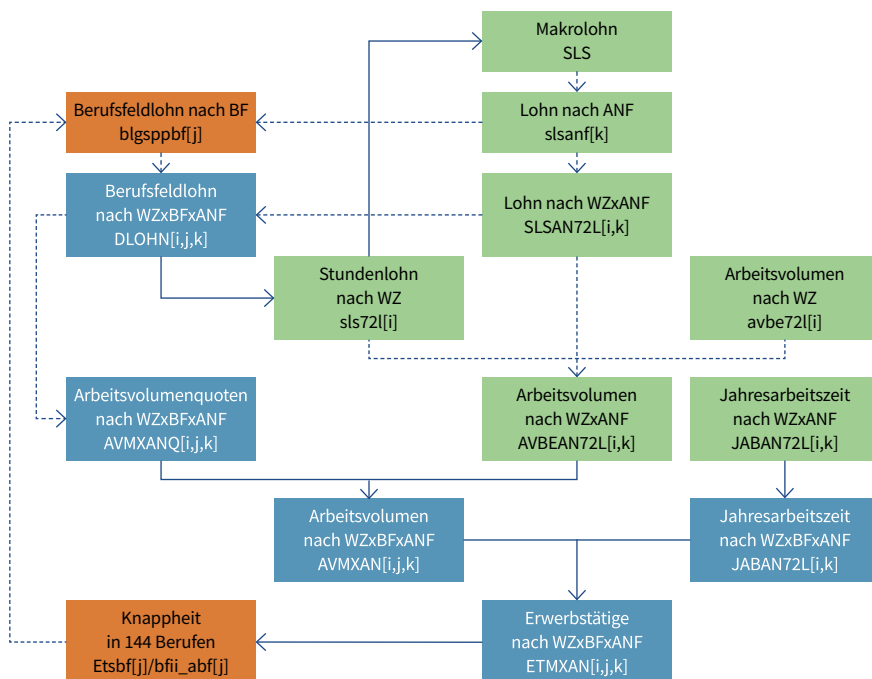 Makrolohn
SLS
Berufsfeldlohn nach BF
blgsppbf[j]
Lohn nach ANF
slsanf[k]
Berufsfeldlohn
nach WZxBFxANF
DLOHN[i,j,k]
Lohn nach WZxANF
SLSAN72L[i,k]
Stundenlohn
nach WZ
sls72l[i]
Arbeitsvolumen
nach WZ
avbe72l[i]
Arbeitsvolumenquoten
nach WZxBFxANF
AVMXANQ[i,j,k]
Arbeitsvolumen
nach WZxANF
AVBEAN72L[i,k]
Jahresarbeitszeit
nach WZxANF
JABAN72L[i,k]
Arbeitsvolumen
nach WZxBFxANF
AVMXAN[i,j,k]
Jahresarbeitszeit
nach WZxBFxANF
JABAN72L[i,k]
Knappheit
in 144 Berufen
Etsbf[j]/bfii_abf[j]
Erwerbstätige
nach WZxBFxANF
ETMXAN[i,j,k]